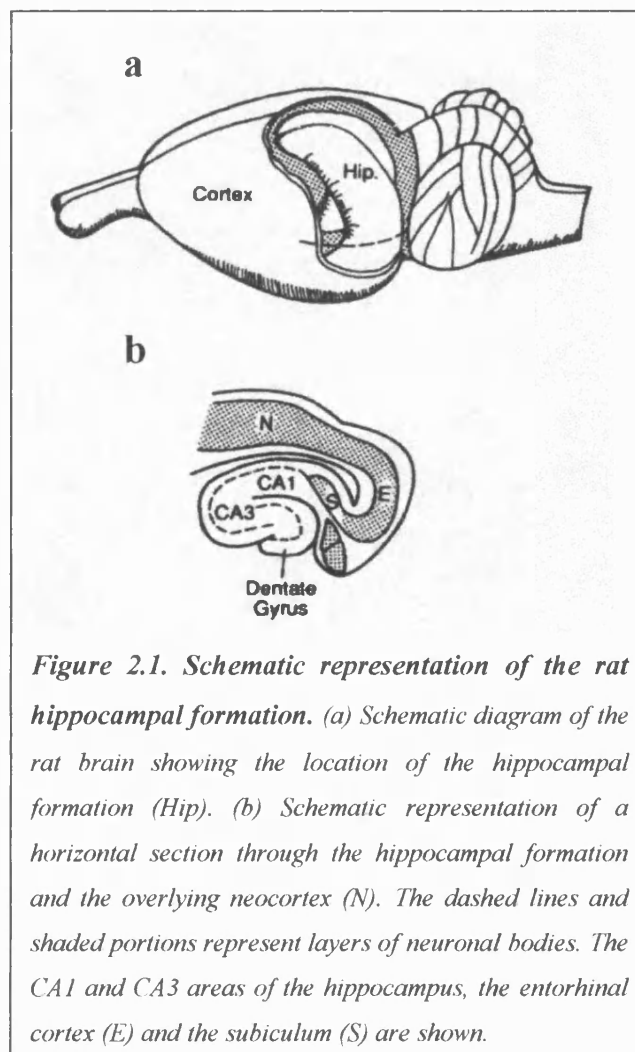 a
Hip.
Cortex
b
N
CA1
S
E
CA3
Dentate
Gyrus
Figure 2.1. Schematic representation of the rat
hippocampal formation. (a) Schematic diagram of the
rat brain showing the location of the hippocampal
formation (Hip). (b) Schematic representation of a
horizontal section through the hippocampal formation
and the overlying neocortex (N). The dashed lines and
shaded portions represent layers of neuronal bodies. The
CA1 and CA3 areas of the hippocampus, the entorhinal
cortex (E) and the subiculum (S) are shown.